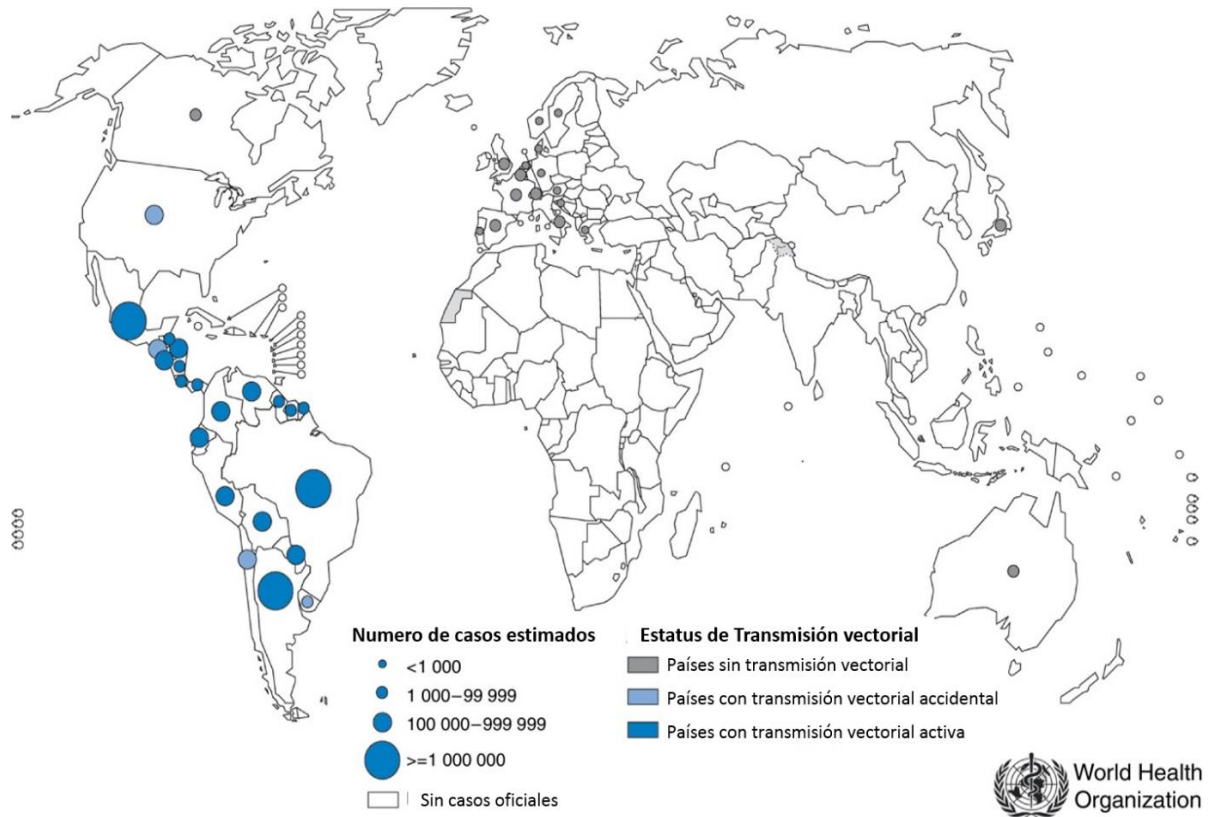 Numero de casos estimados
<1 000
1 000–99 999
100 000–999 999
>=1 000 000
Sin casos oficiales
Estatus de Transmisión vectorial
Países sin transmisión vectorial
Países con transmisión vectorial accidental
Países con transmisión vectorial activa
World Health
Organization